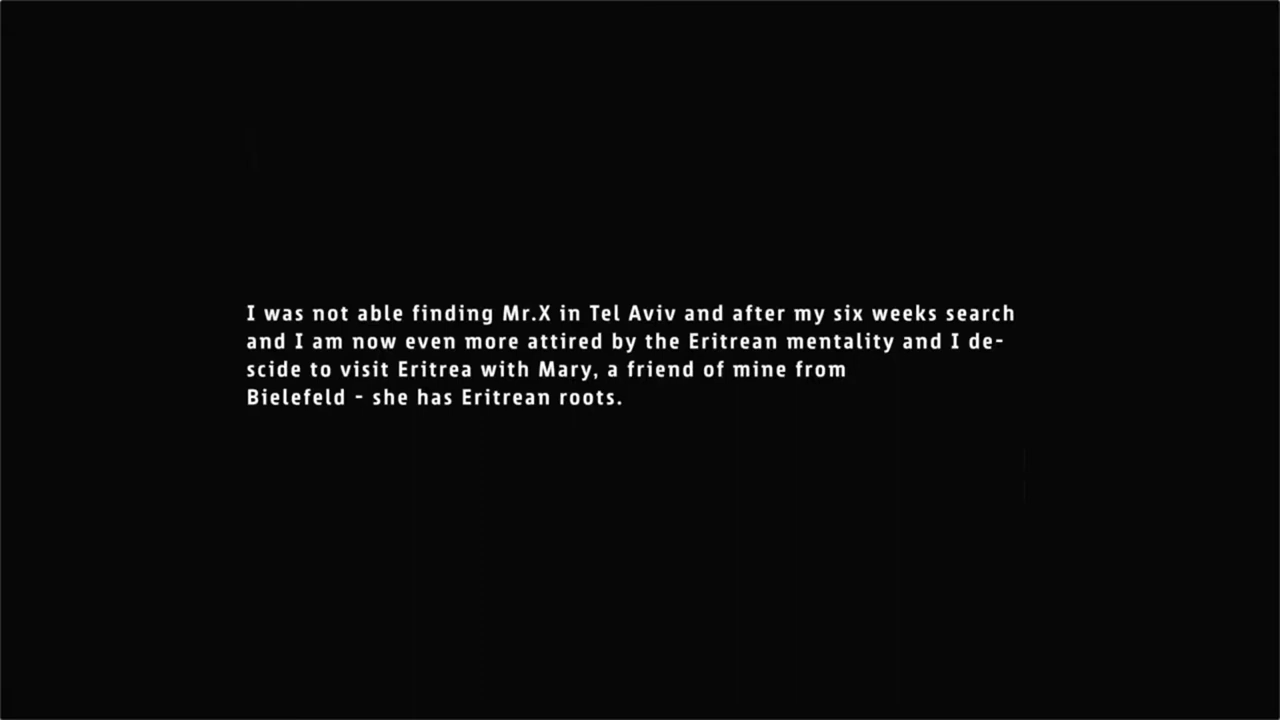 I was not able finding Mr.X in Tel Aviv and after my six weeks search
and I am now even more attired by the Eritrean mentality and I de-
scide to visit Eritrea with Mary, a friend of mine from
Bielefeld - she has Eritrean roots.